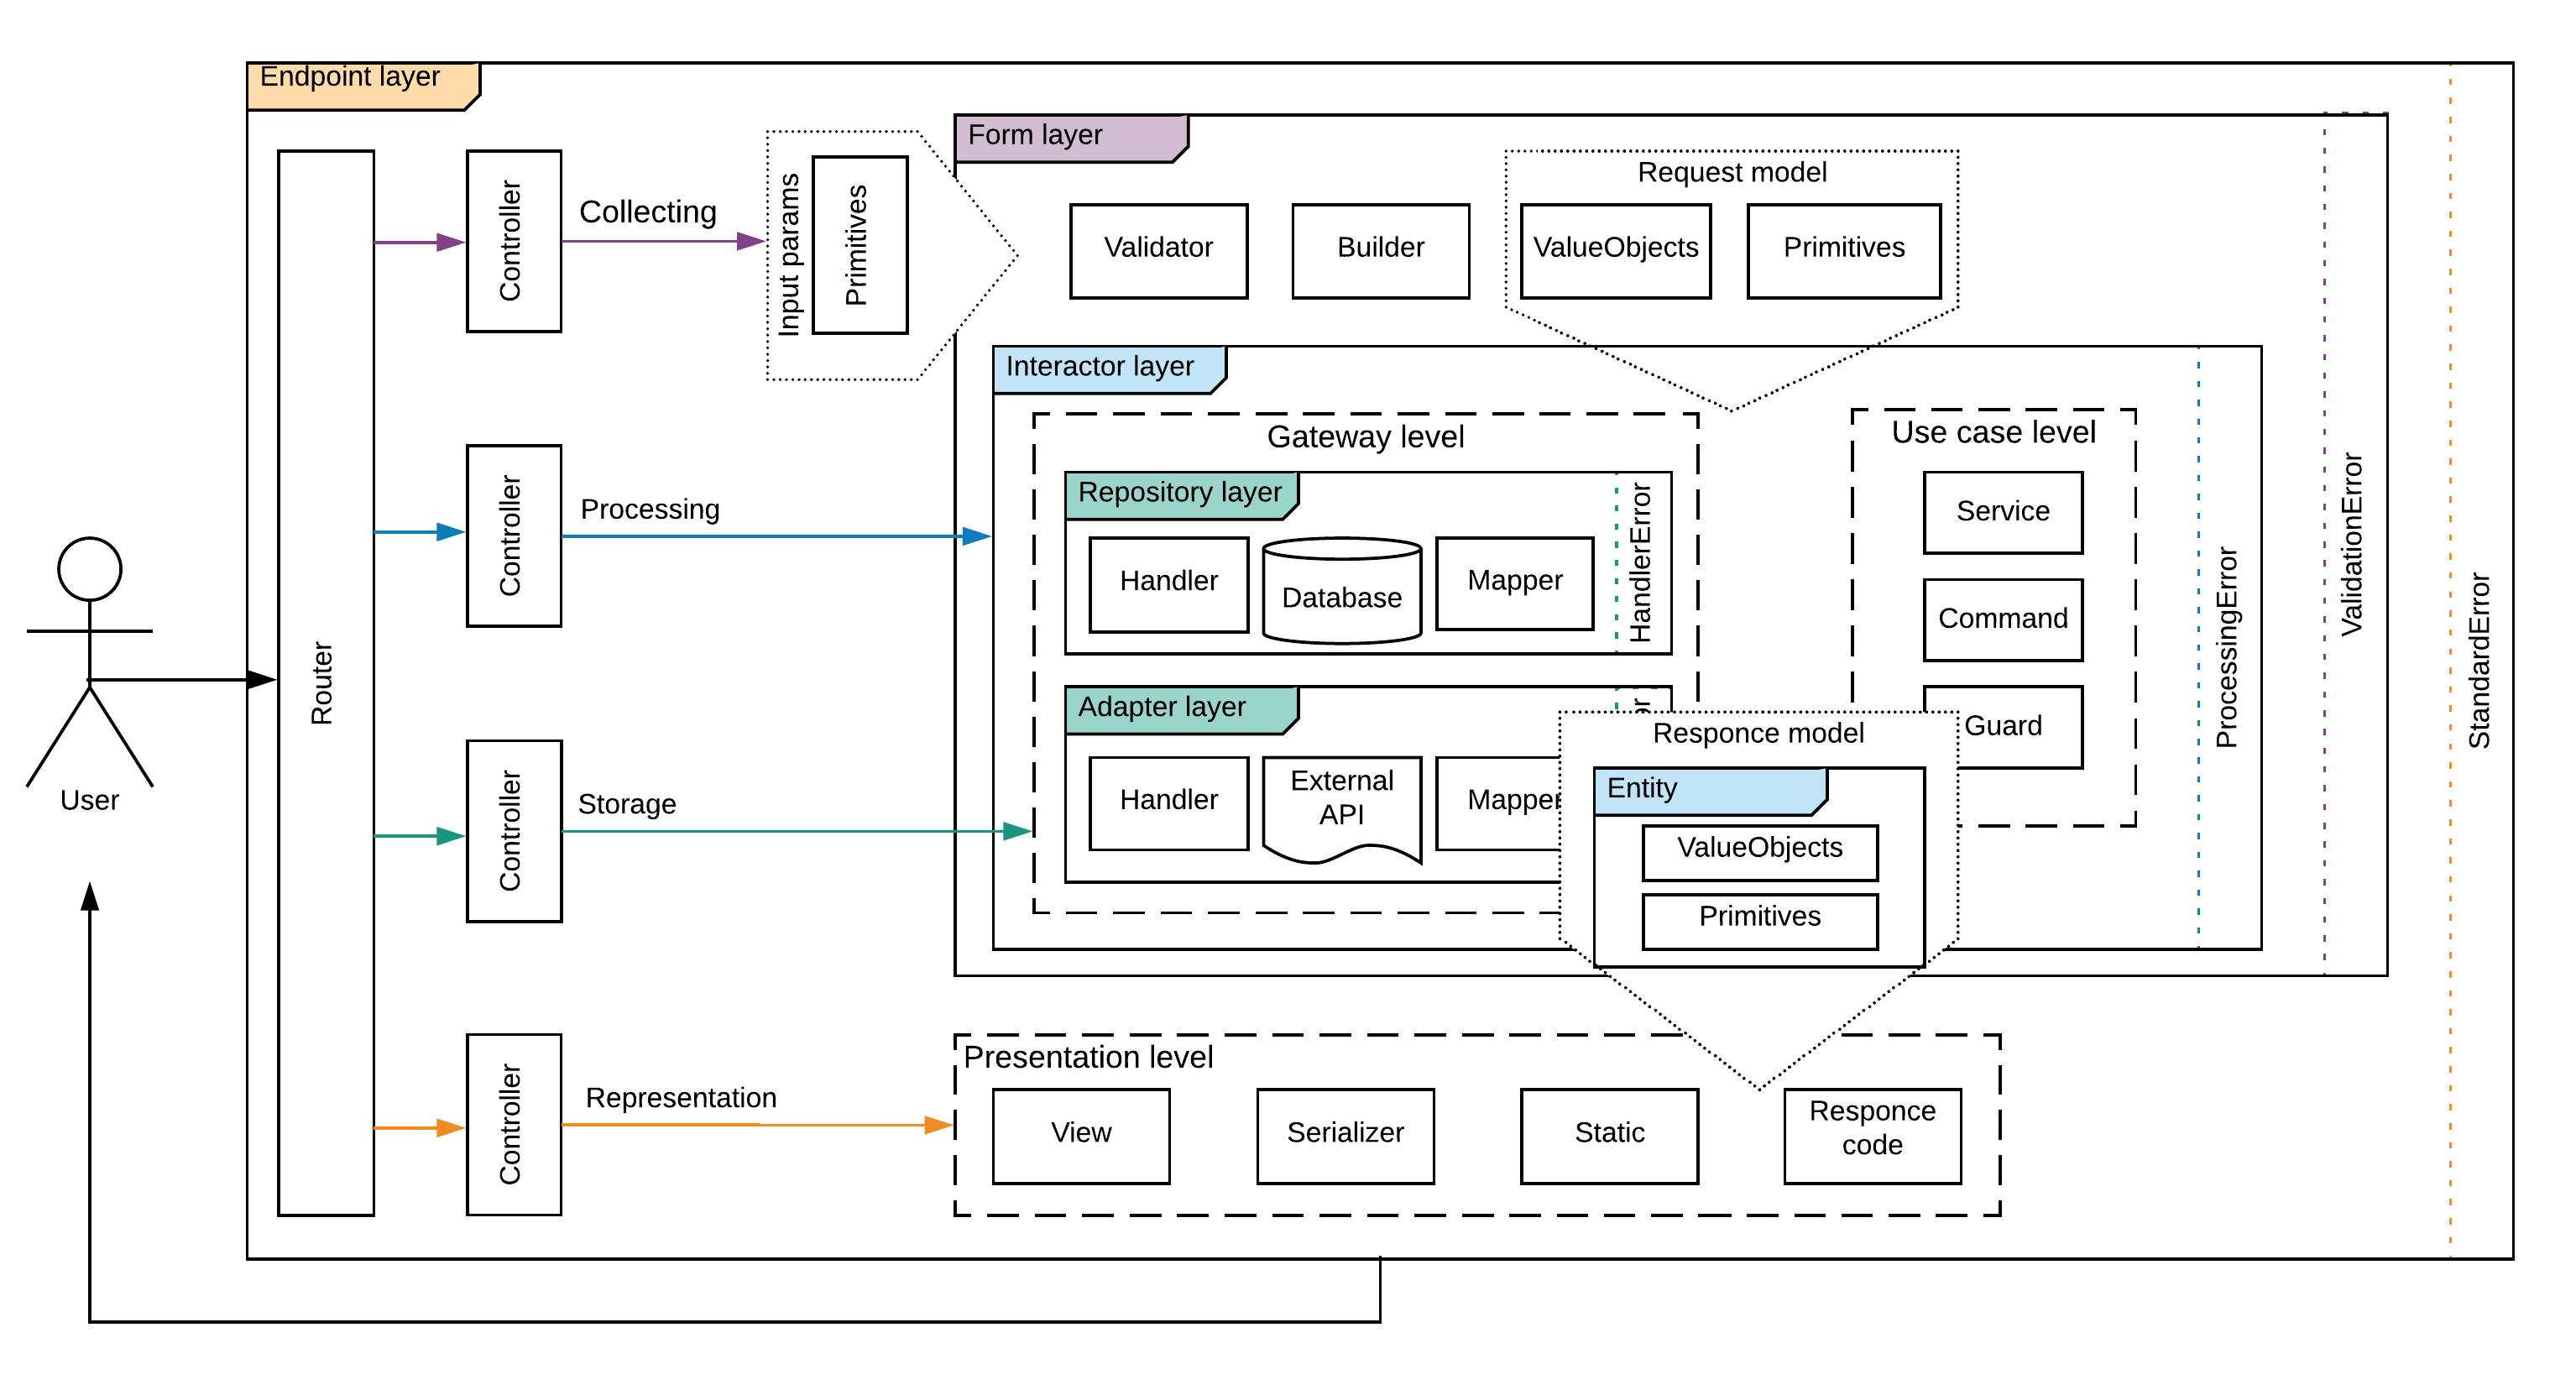 Endpoint layer
Form layer
Request model
Collecting
Controller
Input params
Primitives
Validator
Builder
ValueObjects
Primitives
Interactor layer
Gateway level
Use case level
Repository layer
Service
Processing
Controller
Handler
Database
Mapper
HandlerError
Command
ValidationError
ProcessingError
StandardError
Router
Adapter layer
Responce model
Guard
User
Storage
Controller
Handler
External
API
Mapper
Entity
ValueObjects
Primitives
Presentation level
Representation
Controller
View
Serializer
Static
Responce
code